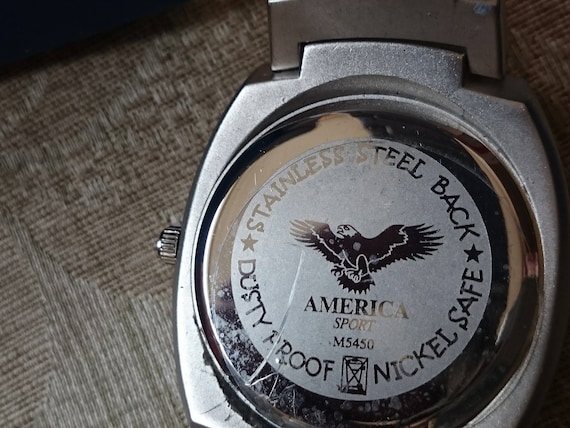 ★ STAINLESS STEEL BACK ★
AMERICA
SPORT
M5450
DUSTY PROOF
NICKEL SAFE